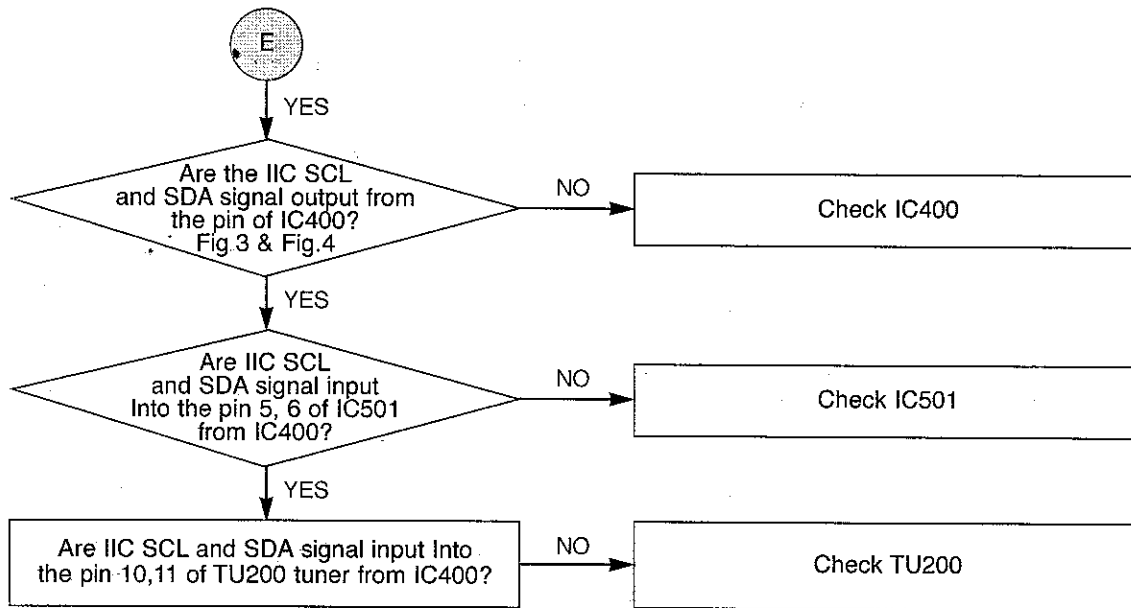 E
YES
Are the IIC SCL
and SDA signal output from
the pin of IC400?
Fig.3 & Fig.4
NO
Check IC400
YES
Are IIC SCL
and SDA signal input
Into the pin 5, 6 of IC501
from IC400?
NO
Check IC501
YES
Are IIC SCL and SDA signal input Into
the pin 10,11 of TU200 tuner from IC400?
NO
Check TU200